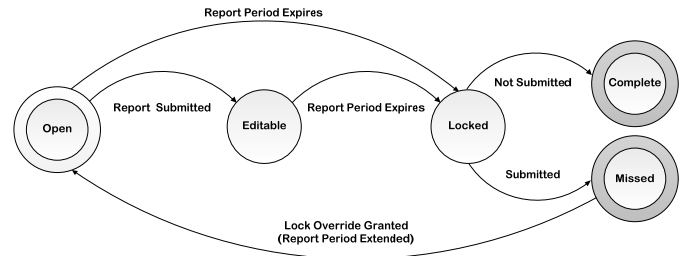 Report Period Expires
Report Submitted
Report Period Expires
Not Submitted
Complete
Open
Editable
Locked
Submitted
Missed
Lock Override Granted
(Report Period Extended)